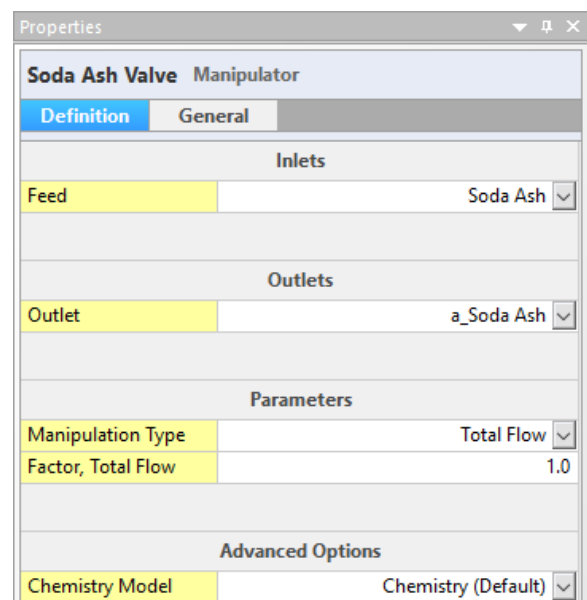 Properties
Soda Ash Valve Manipulator
Definition General
Inlets
Feed Soda Ash
Outlets
Outlet a_Soda Ash
Parameters
Manipulation Type Total Flow
Factor, Total Flow 1.0
Advanced Options
Chemistry Model Chemistry (Default)